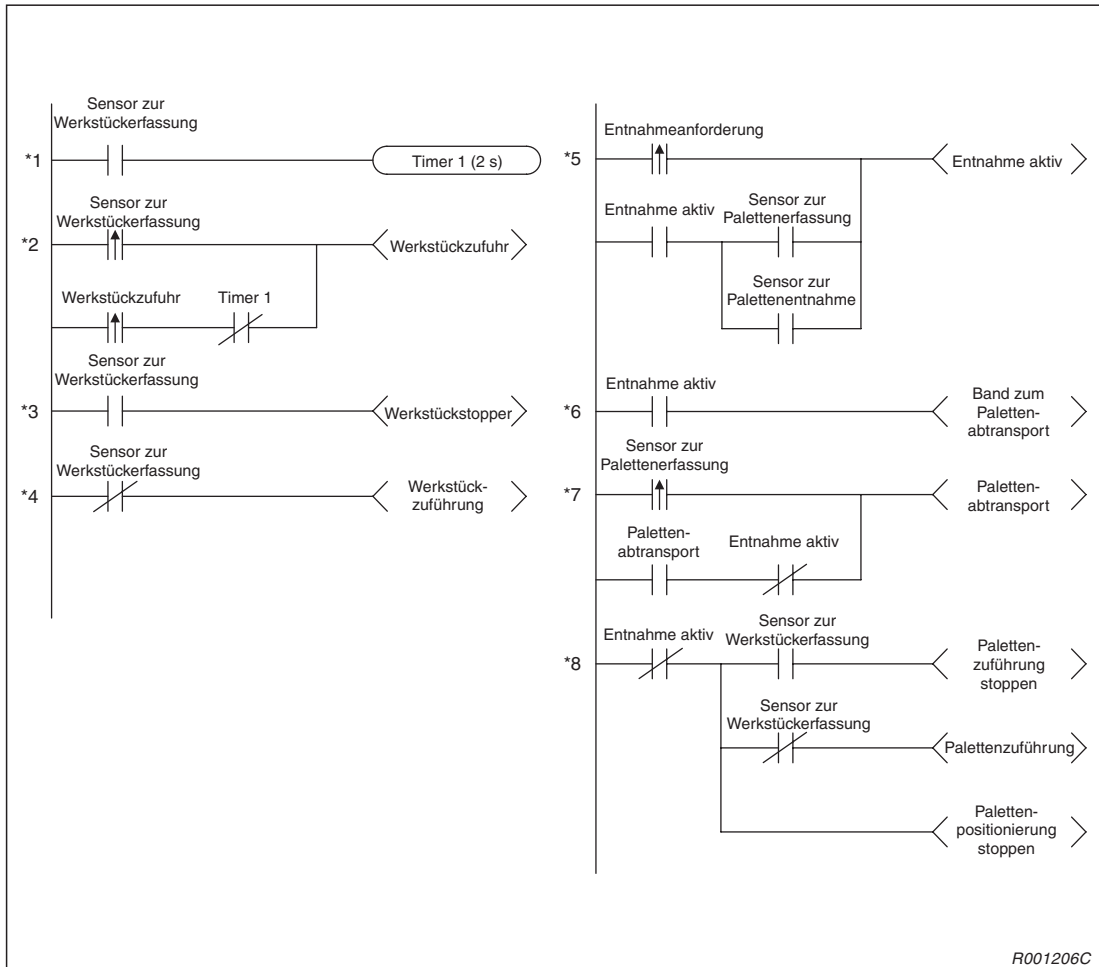 Sensor zur
Werkstückerfassung
*1
Timer 1 (2 s)
Sensor zur
Werkstückerfassung
*2
Werkstückzufuhr
Werkstückzufuhr
Timer 1
Sensor zur
Werkstückerfassung
*3
Werkstückstopper
Sensor zur
Werkstückerfassung
*4
Werkstück-
zuführung
Entnahmeanforderung
*5
Entnahme aktiv
Entnahme aktiv
Sensor zur
Palettenerfassung
Sensor zur
Palettenentnahme
Entnahme aktiv
*6
Band zum
Paletten-
abtransport
Sensor zur
Palettenerfassung
*7
Paletten-
abtransport
Paletten-
abtransport
Entnahme aktiv
Entnahme aktiv
*8
Sensor zur
Werkstückerfassung
Paletten-
zuführung
stoppen
Sensor zur
Werkstückerfassung
Palettenzuführung
Paletten-
positionierung
stoppen
R001206C